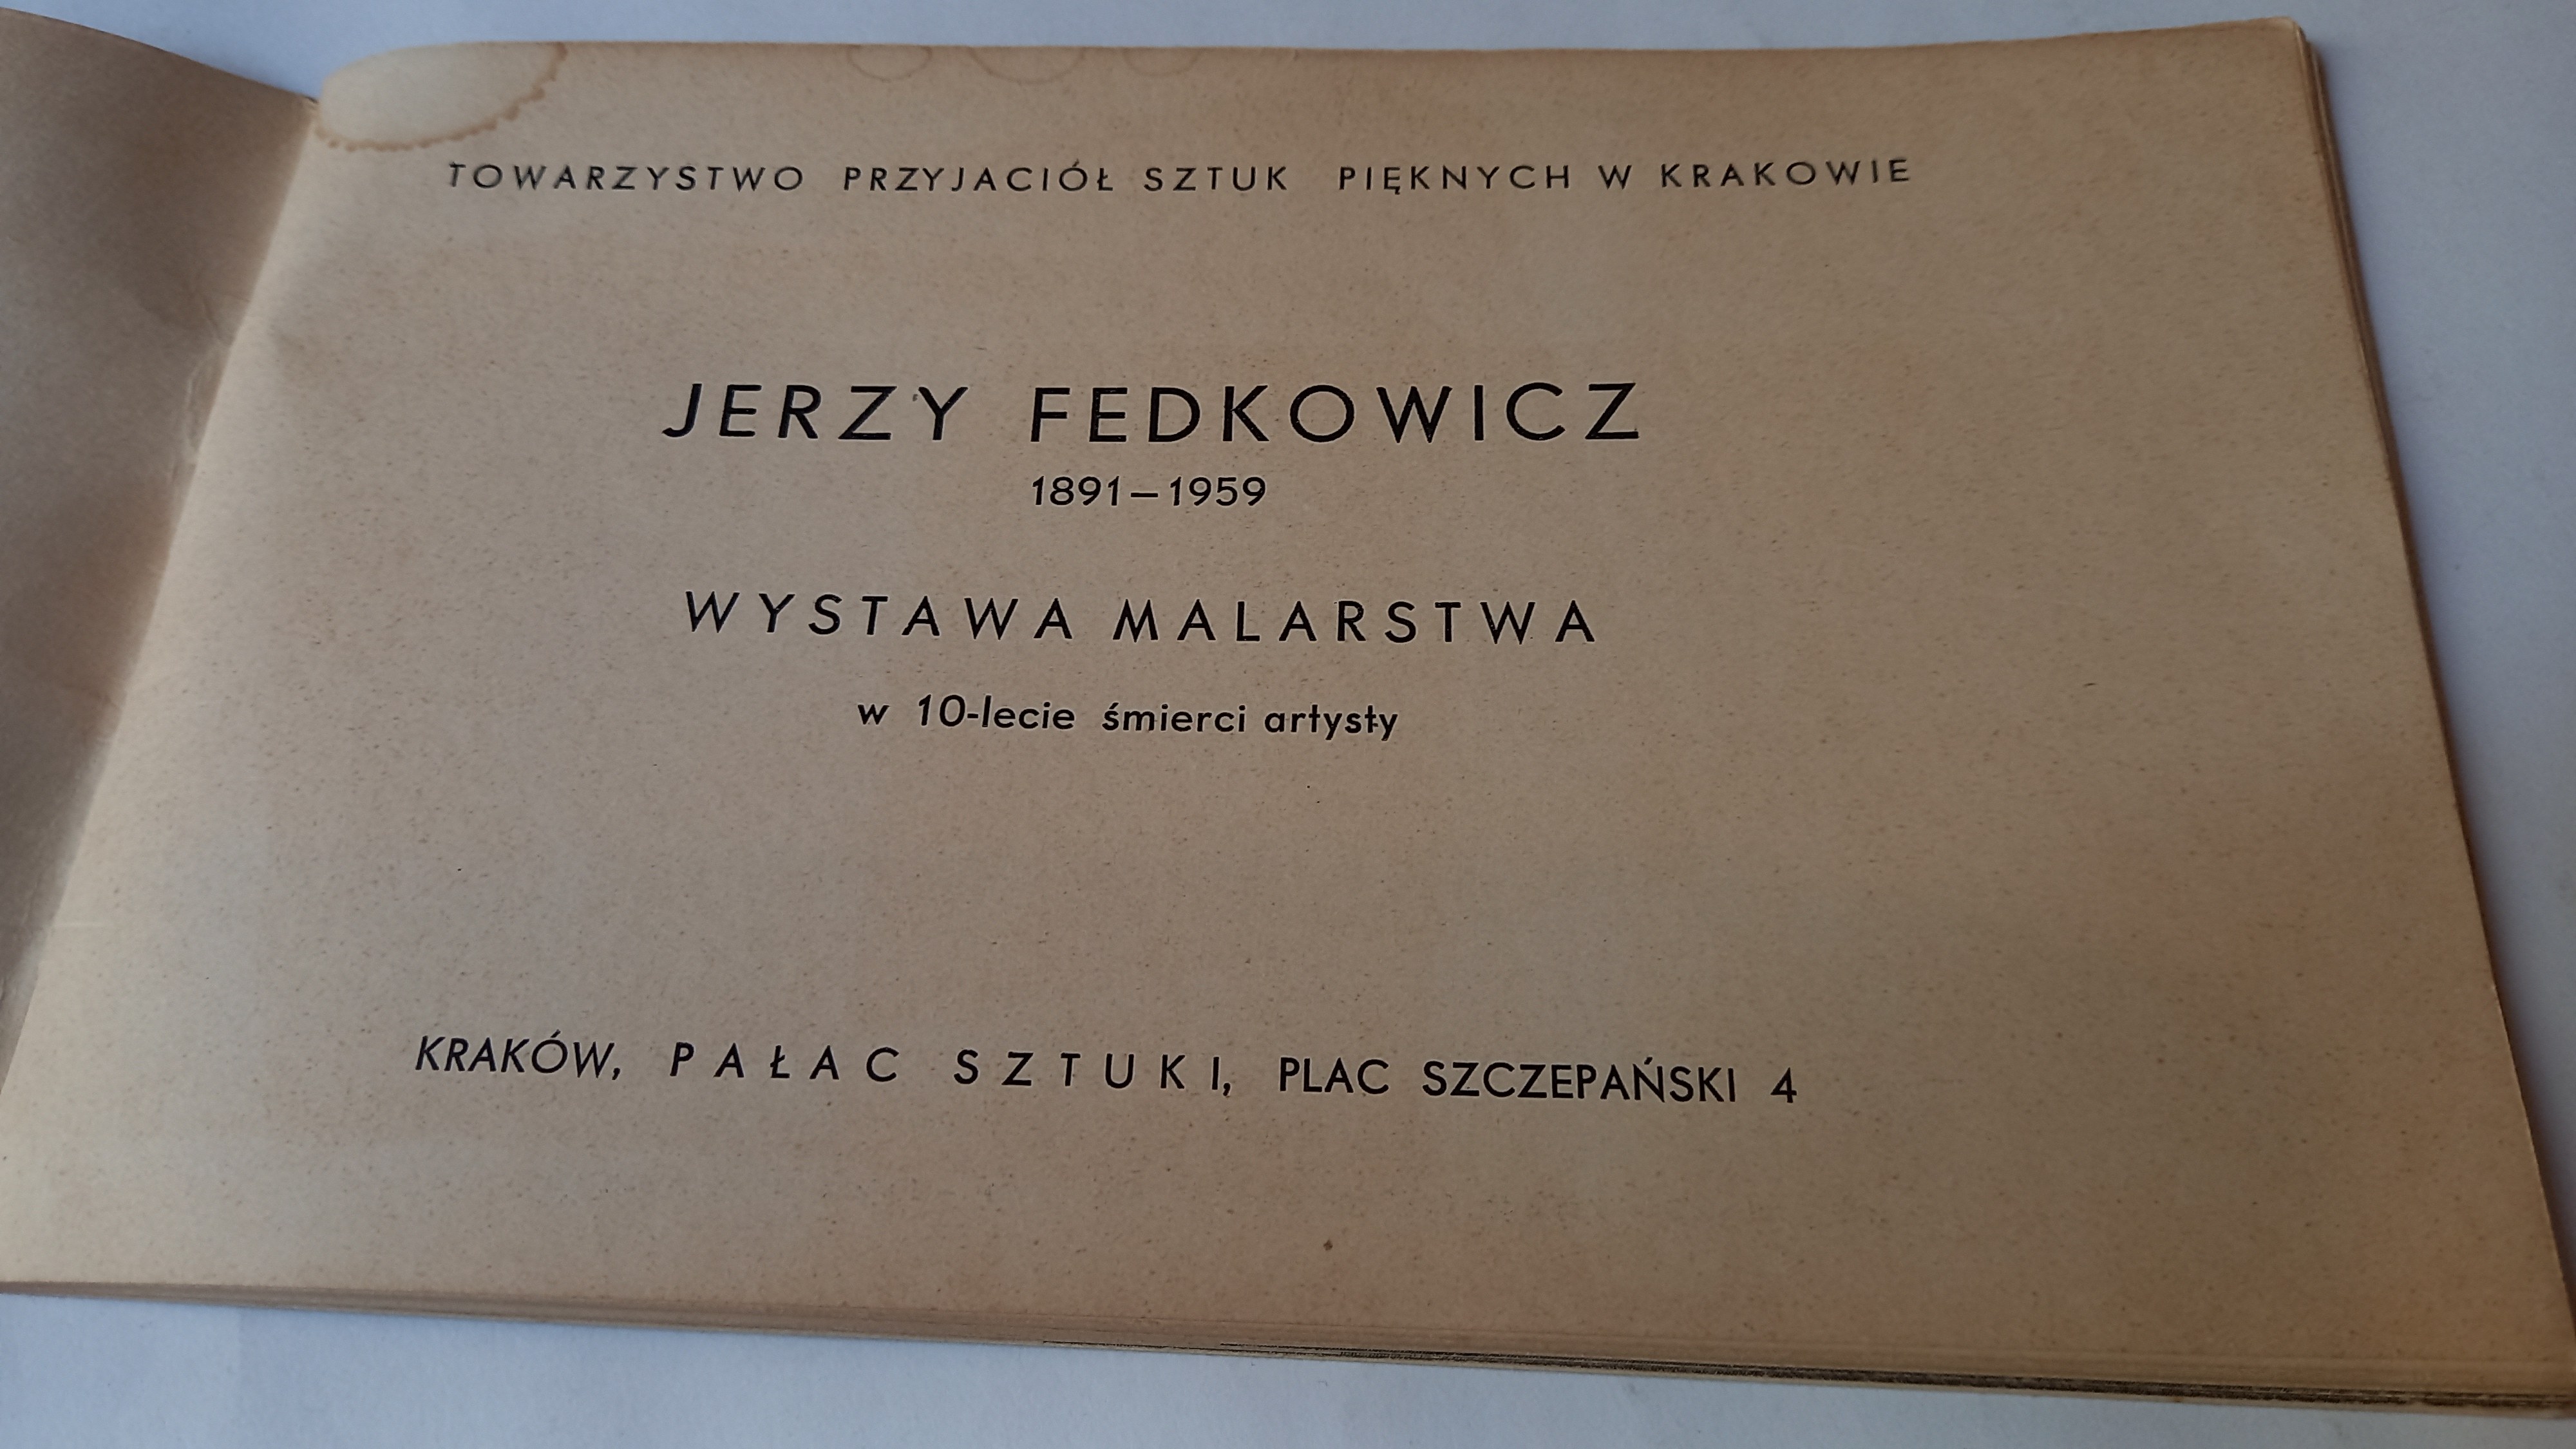 TOWARZYSTWO PRZYJACIÓŁ SZTUK PIĘKNYCH W KRAKOWIE
JERZY FEDKOWICZ
1891–1959
WYSTAWA MALARSTWA
w 10-lecie śmierci artysty
KRAKÓW, PAŁAC SZTUKI, PLAC SZCZEPAŃSKI 4